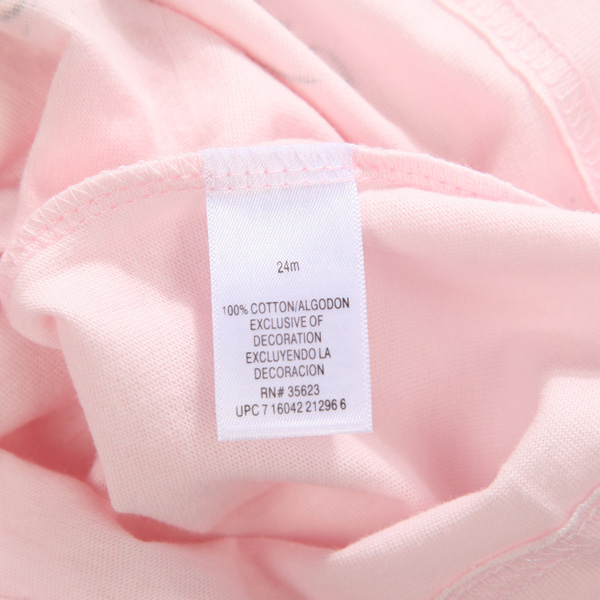 24m
100% COTTON/ALGODON
EXCLUSIVE OF
DECORATION
EXCLUYENDO LA
DECORACION
RN# 35623
UPC 7 16042 21296 6